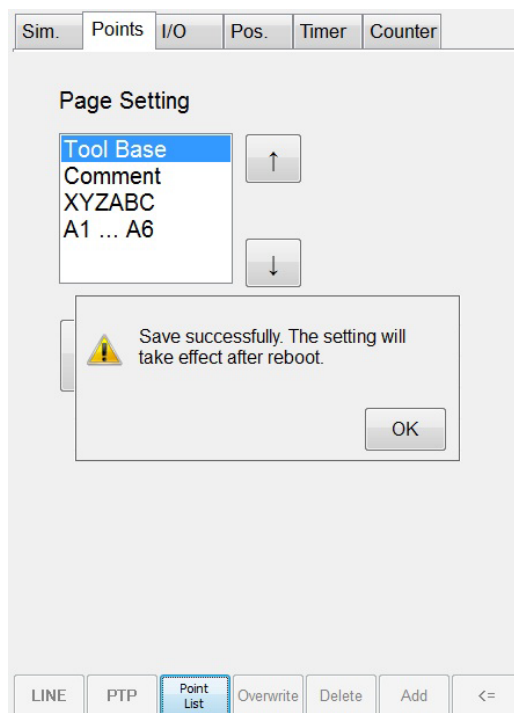 Sim. Points I/O Pos. Timer Counter
Page Setting
Tool Base
Comment
XYZABC
A1 ... A6
↑
↓
Save successfully. The setting will
take effect after reboot.
OK
LINE PTP Point List Overwrite Delete Add <=